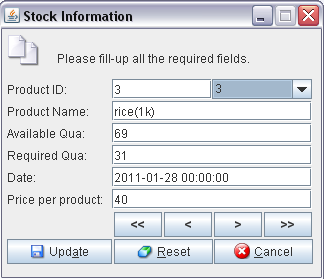 Stock Information
Please fill-up all the required fields.
Product ID: 3 3
Product Name: rice(1k)
Available Qua: 69
Required Qua: 31
Date: 2011-01-28 00:00:00
Price per product: 40
<< < > >>
Update Reset Cancel